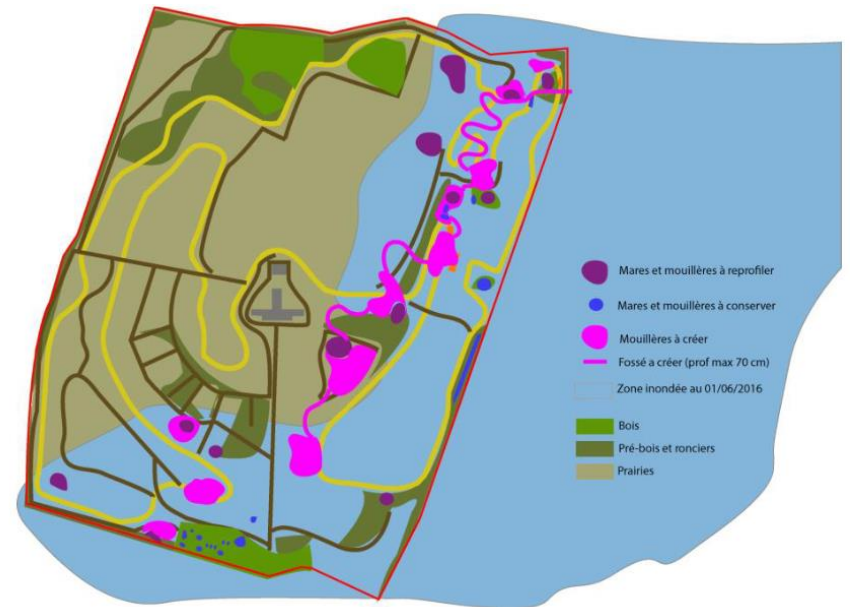 Mares et mouillères à reprofiler
Mares et mouillères à conserver
Mouillères à créer
Fossé a créer (prof max 70 cm)
Zone inondée au 01/06/2016
Bois
Pré-bois et ronciers
Prairies